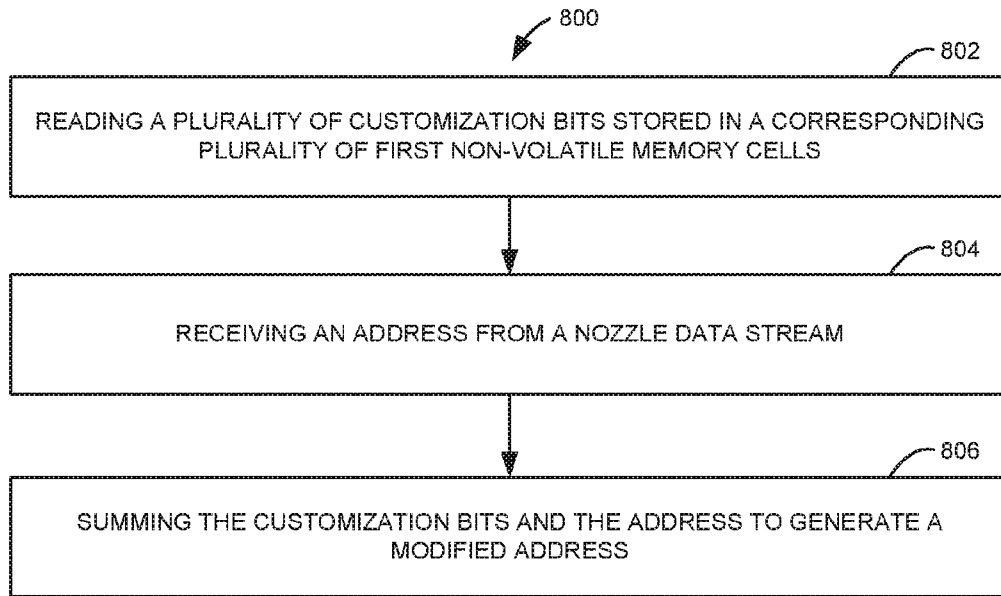 800
802
READING A PLURALITY OF CUSTOMIZATION BITS STORED IN A CORRESPONDING
PLURALITY OF FIRST NON-VOLATILE MEMORY CELLS
804
RECEIVING AN ADDRESS FROM A NOZZLE DATA STREAM
806
SUMMING THE CUSTOMIZATION BITS AND THE ADDRESS TO GENERATE A
MODIFIED ADDRESS